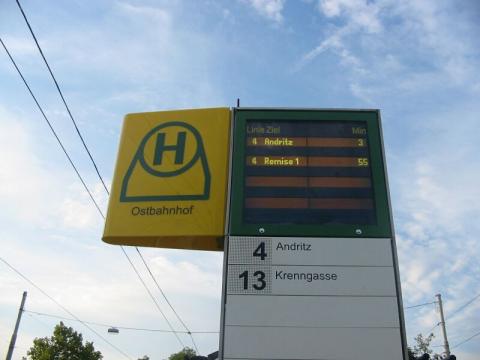 H
Ostbahnhof
Linie Ziel Min
4 Andritz 3
4 Remise 1 55
4 Andritz
13 Krenngasse